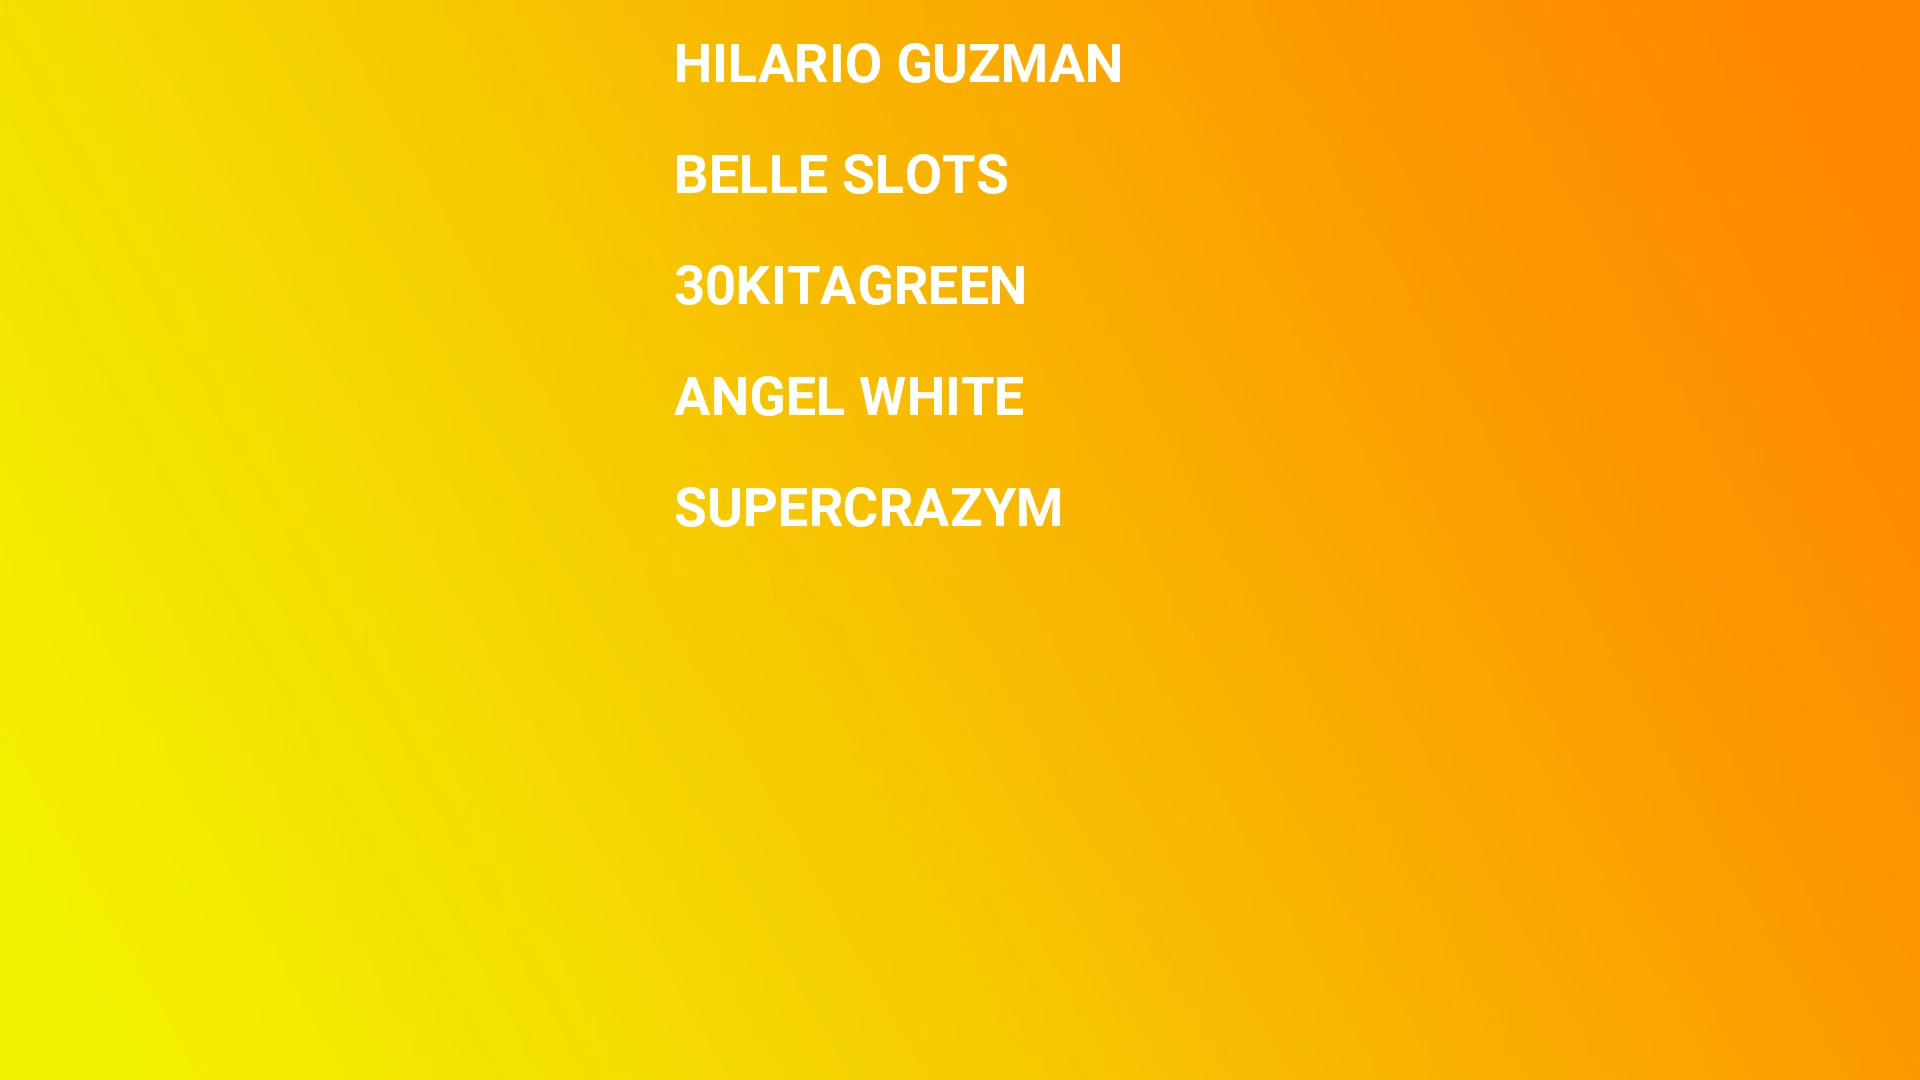 HILARIO GUZMAN
BELLE SLOTS
30KITAGREEN
ANGEL WHITE
SUPERCRAZYM